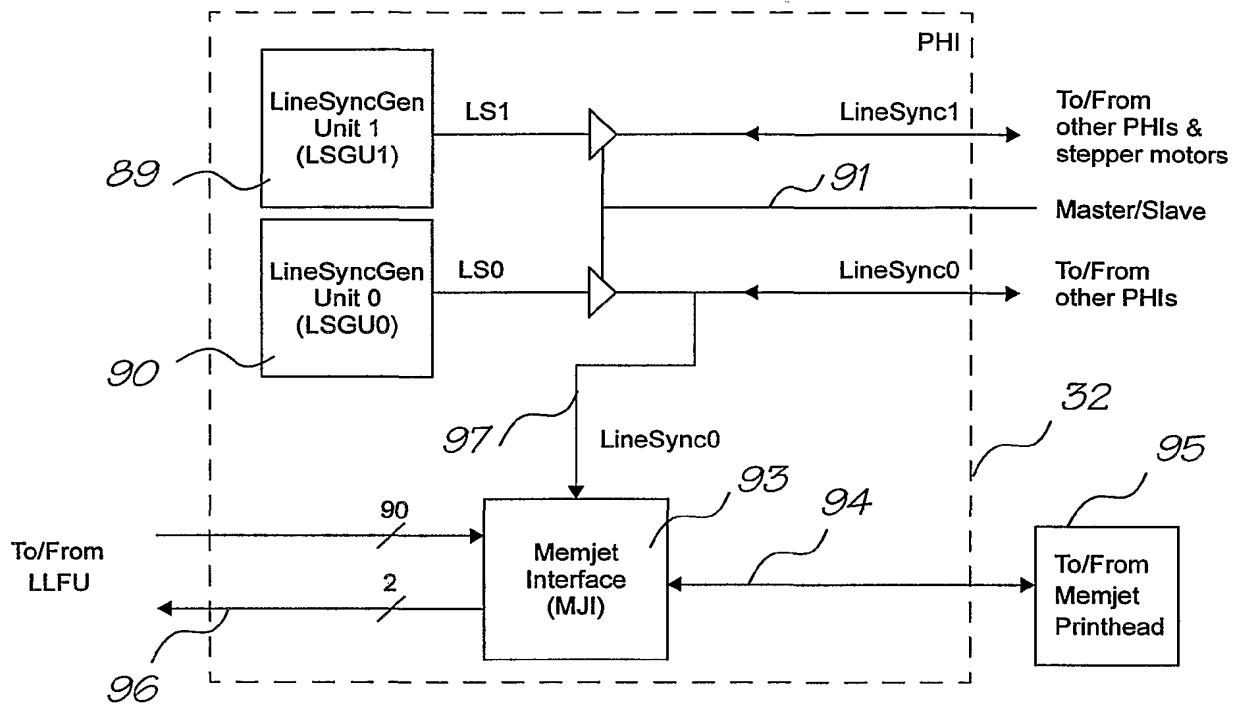 PHI
LineSyncGen
Unit 1
(LSGU1)
LS1
LineSync1
To/From
other PHIs &
stepper motors
89
91
Master/Slave
LineSyncGen
Unit 0
(LSGU0)
LS0
LineSync0
To/From
other PHIs
90
97
LineSync0
32
93
94
95
To/From
LLFU
90
2
Memjet
Interface
(MJI)
To/From
Memjet
Printhead
96